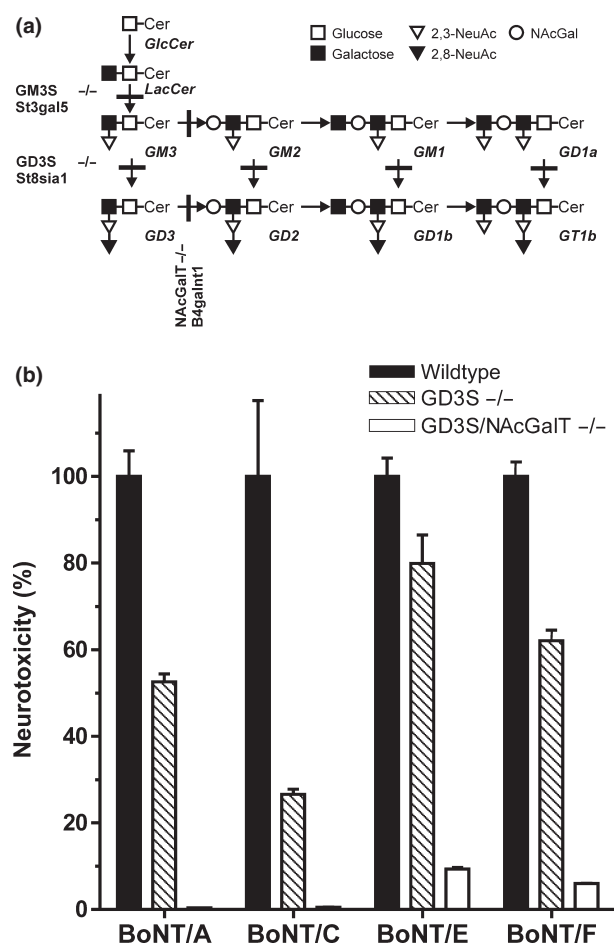 (a)
Cer
GlcCer
Glucose 2,3-NeuAc NAcGal
Galactose 2,8-NeuAc
Cer
LacCer
GM3S –/–
St3gal5
Cer Cer Cer Cer
GM3 GM2 GM1 GD1a
GD3S –/–
St8sia1
Cer Cer Cer Cer
GD3 GD2 GD1b GT1b
NAcGalT–/–
B4galnt1
(b)
Wildtype
GD3S –/–
GD3S/NAcGalT –/–
Neurotoxicity (%)
100
80
60
40
20
0
BoNT/A BoNT/C BoNT/E BoNT/F